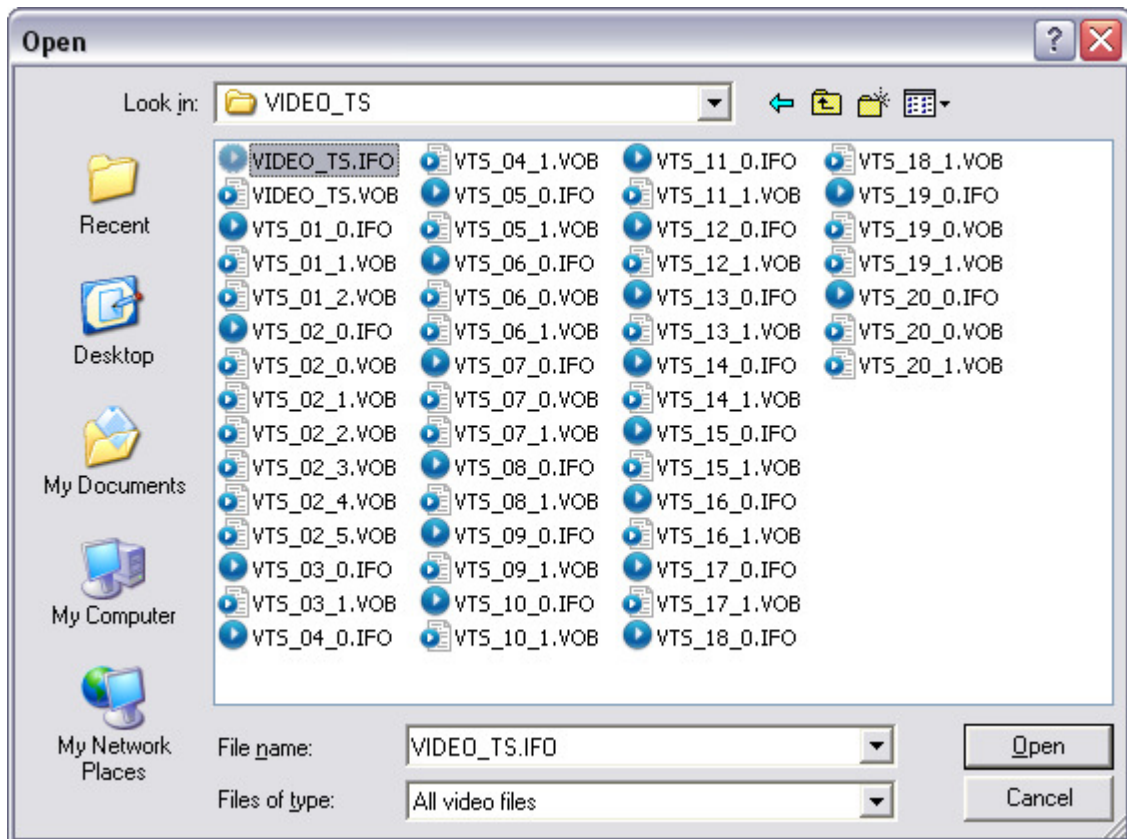 Open
Look in:
VIDEO_TS
Recent
Desktop
My Documents
My Computer
My Network
Places
VIDEO_TS.IFO
VIDEO_TS.VOB
VTS_01_0.IFO
VTS_01_1.VOB
VTS_01_2.VOB
VTS_02_0.IFO
VTS_02_0.VOB
VTS_02_1.VOB
VTS_02_2.VOB
VTS_02_3.VOB
VTS_02_4.VOB
VTS_02_5.VOB
VTS_03_0.IFO
VTS_03_1.VOB
VTS_04_0.IFO
VTS_04_1.VOB
VTS_05_0.IFO
VTS_05_1.VOB
VTS_06_0.IFO
VTS_06_0.VOB
VTS_06_1.VOB
VTS_07_0.IFO
VTS_07_0.VOB
VTS_07_1.VOB
VTS_08_0.IFO
VTS_08_1.VOB
VTS_09_0.IFO
VTS_09_1.VOB
VTS_10_0.IFO
VTS_10_1.VOB
VTS_11_0.IFO
VTS_11_1.VOB
VTS_12_0.IFO
VTS_12_1.VOB
VTS_13_0.IFO
VTS_13_1.VOB
VTS_14_0.IFO
VTS_14_1.VOB
VTS_15_0.IFO
VTS_15_1.VOB
VTS_16_0.IFO
VTS_16_1.VOB
VTS_17_0.IFO
VTS_17_1.VOB
VTS_18_0.IFO
VTS_18_1.VOB
VTS_19_0.IFO
VTS_19_0.VOB
VTS_19_1.VOB
VTS_20_0.IFO
VTS_20_0.VOB
VTS_20_1.VOB
File name:
VIDEO_TS.IFO
Open
Files of type:
All video files
Cancel